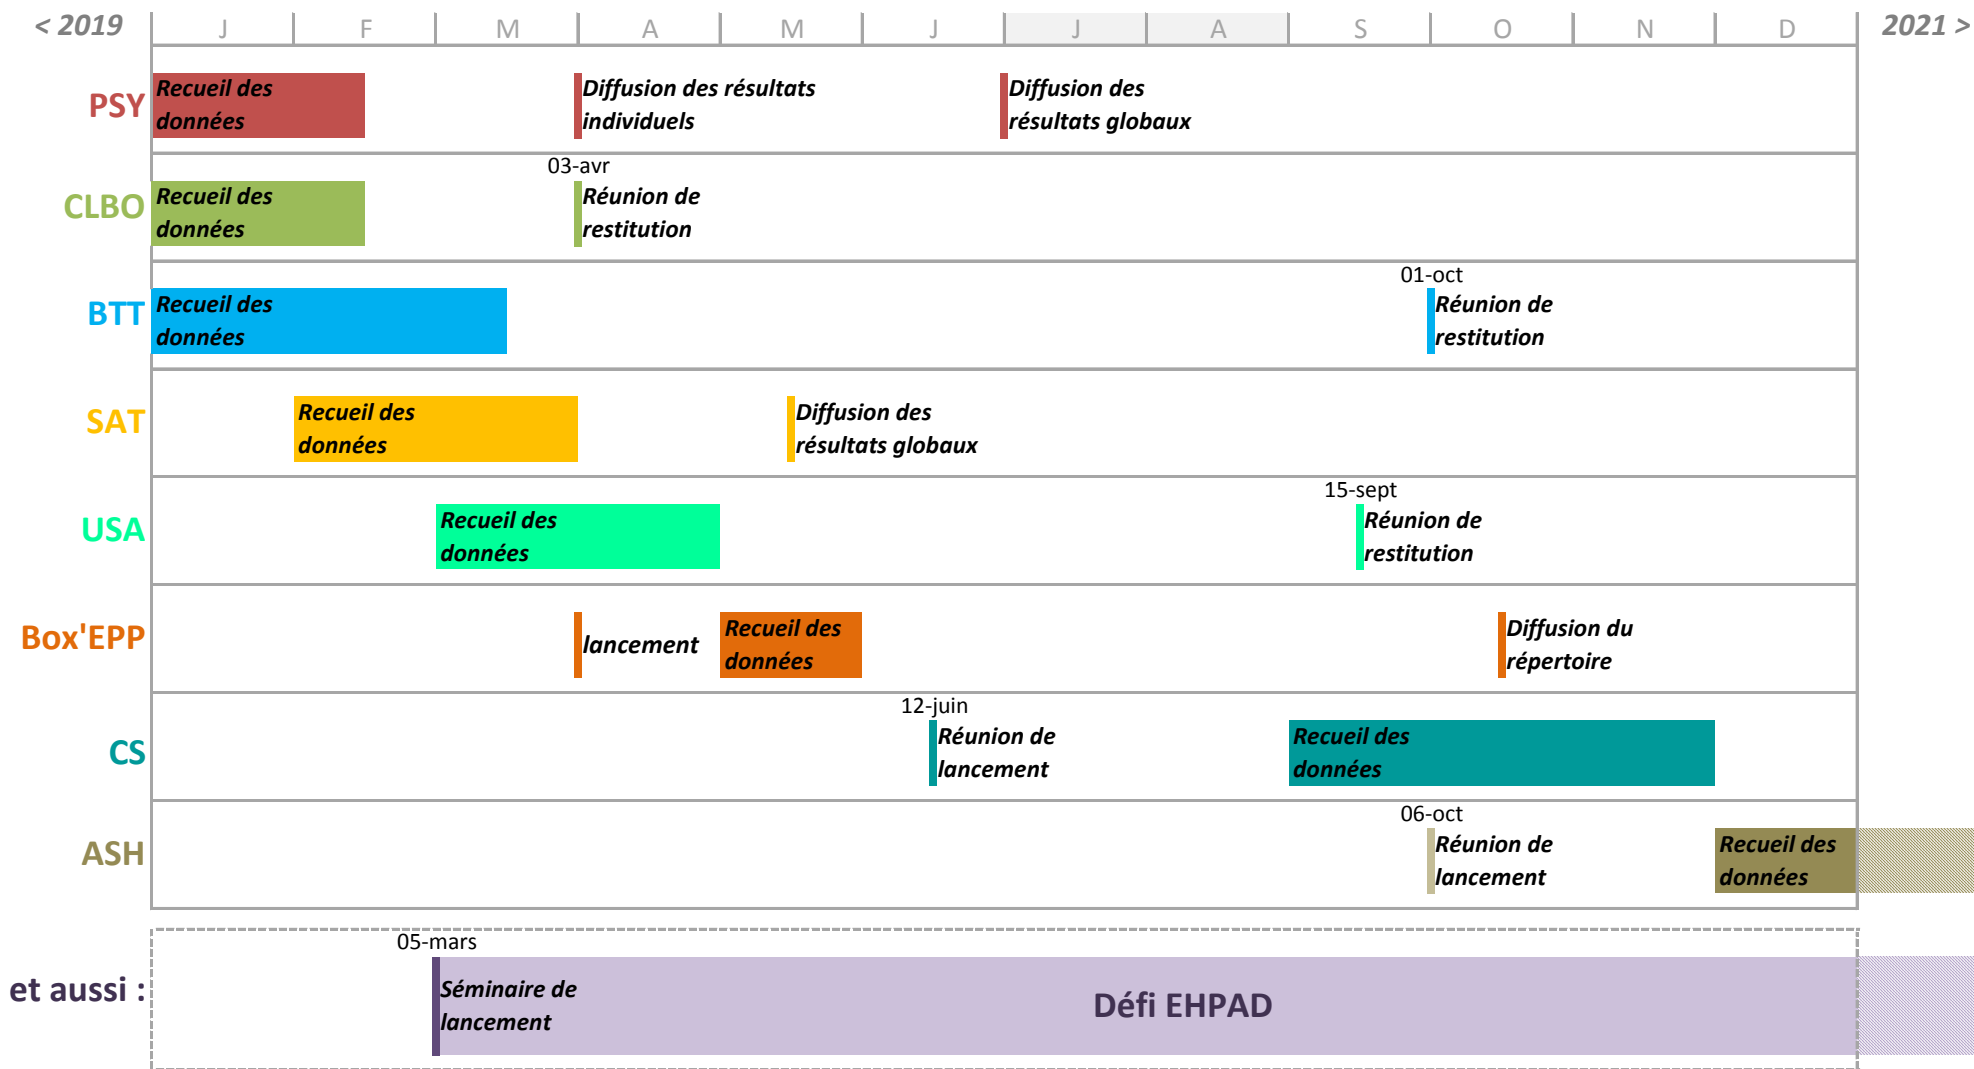 < 2019 J F M A M J J A S O N D 2021 >
PSY
Recueil des
données
Diffusion des résultats
individuels
Diffusion des
résultats globaux
CLBO
Recueil des
données
03-avr
Réunion de
restitution
BTT
Recueil des
données
01-oct
Réunion de
restitution
SAT
Recueil des
données
Diffusion des
résultats globaux
USA
Recueil des
données
15-sept
Réunion de
restitution
Box'EPP
lancement
Recueil des
données
Diffusion du
répertoire
CS
12-juin
Réunion de
lancement
Recueil des
données
ASH
06-oct
Réunion de
lancement
Recueil des
données
et aussi :
05-mars
Séminaire de
lancement
Défi EHPAD